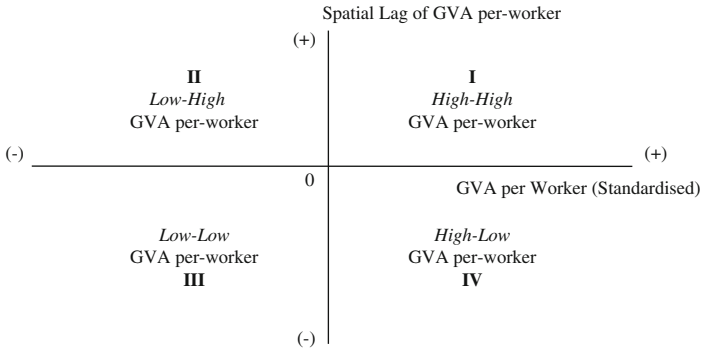 Spatial Lag of GVA per-worker
(+)
II
Low-High
GVA per-worker
I
High-High
GVA per-worker
(-)
(+)
0
GVA per Worker (Standardised)
Low-Low
GVA per-worker
III
High-Low
GVA per-worker
IV
(-)